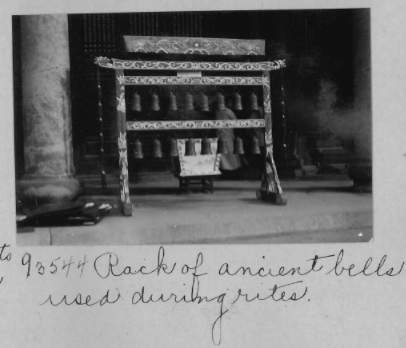 93544 Rack of ancient bells
used during rites.